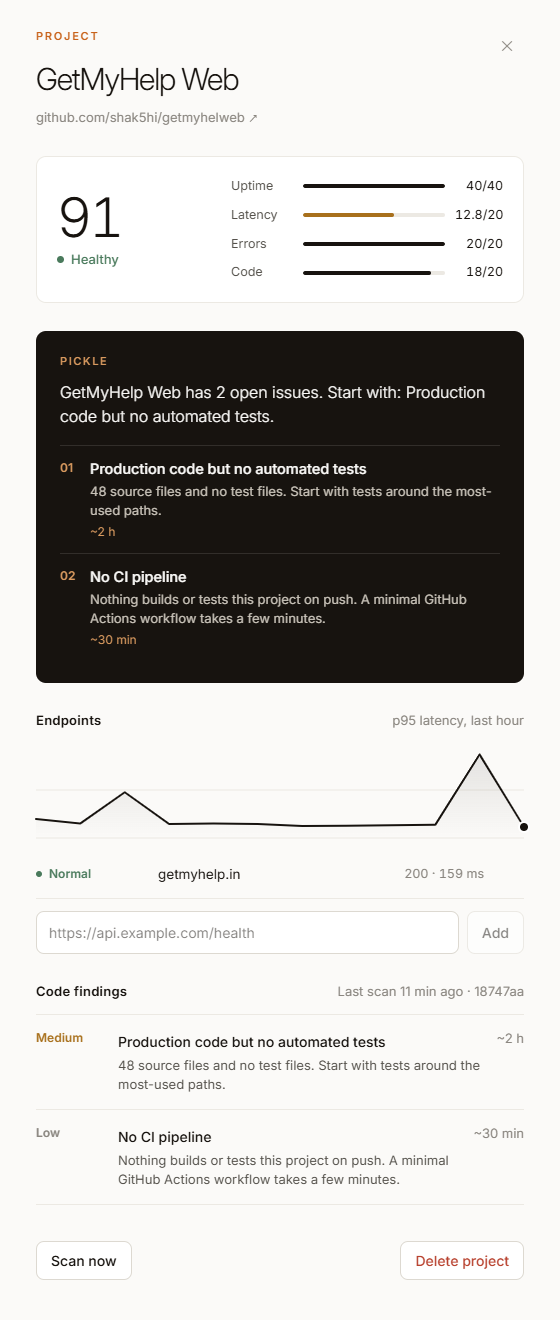 PROJECT
GetMyHelp Web
github.com/shak5hi/getmyhelweb ↗
91
Healthy
Uptime 40/40
Latency 12.8/20
Errors 20/20
Code 18/20
PICKLE
GetMyHelp Web has 2 open issues. Start with: Production
code but no automated tests.
01 Production code but no automated tests
48 source files and no test files. Start with tests around the most-
used paths.
~2 h
02 No CI pipeline
Nothing builds or tests this project on push. A minimal GitHub
Actions workflow takes a few minutes.
~30 min
Endpoints p95 latency, last hour
Normal getmyhelp.in 200 · 159 ms
https://api.example.com/health Add
Code findings Last scan 11 min ago · 18747aa
Medium Production code but no automated tests ~2 h
48 source files and no test files. Start with tests around the
most-used paths.
Low No CI pipeline ~30 min
Nothing builds or tests this project on push. A minimal
GitHub Actions workflow takes a few minutes.
Scan now Delete project